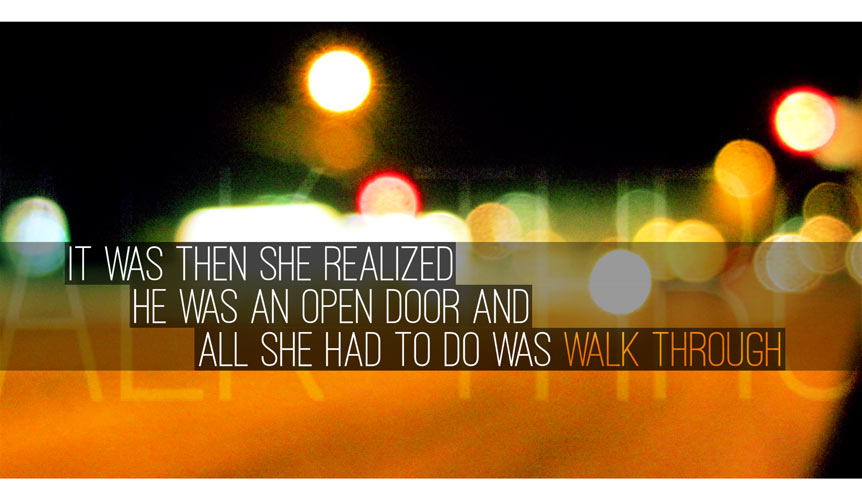 IT WAS THEN SHE REALIZED
HE WAS AN OPEN DOOR AND
ALL SHE HAD TO DO WAS WALK THROUGH